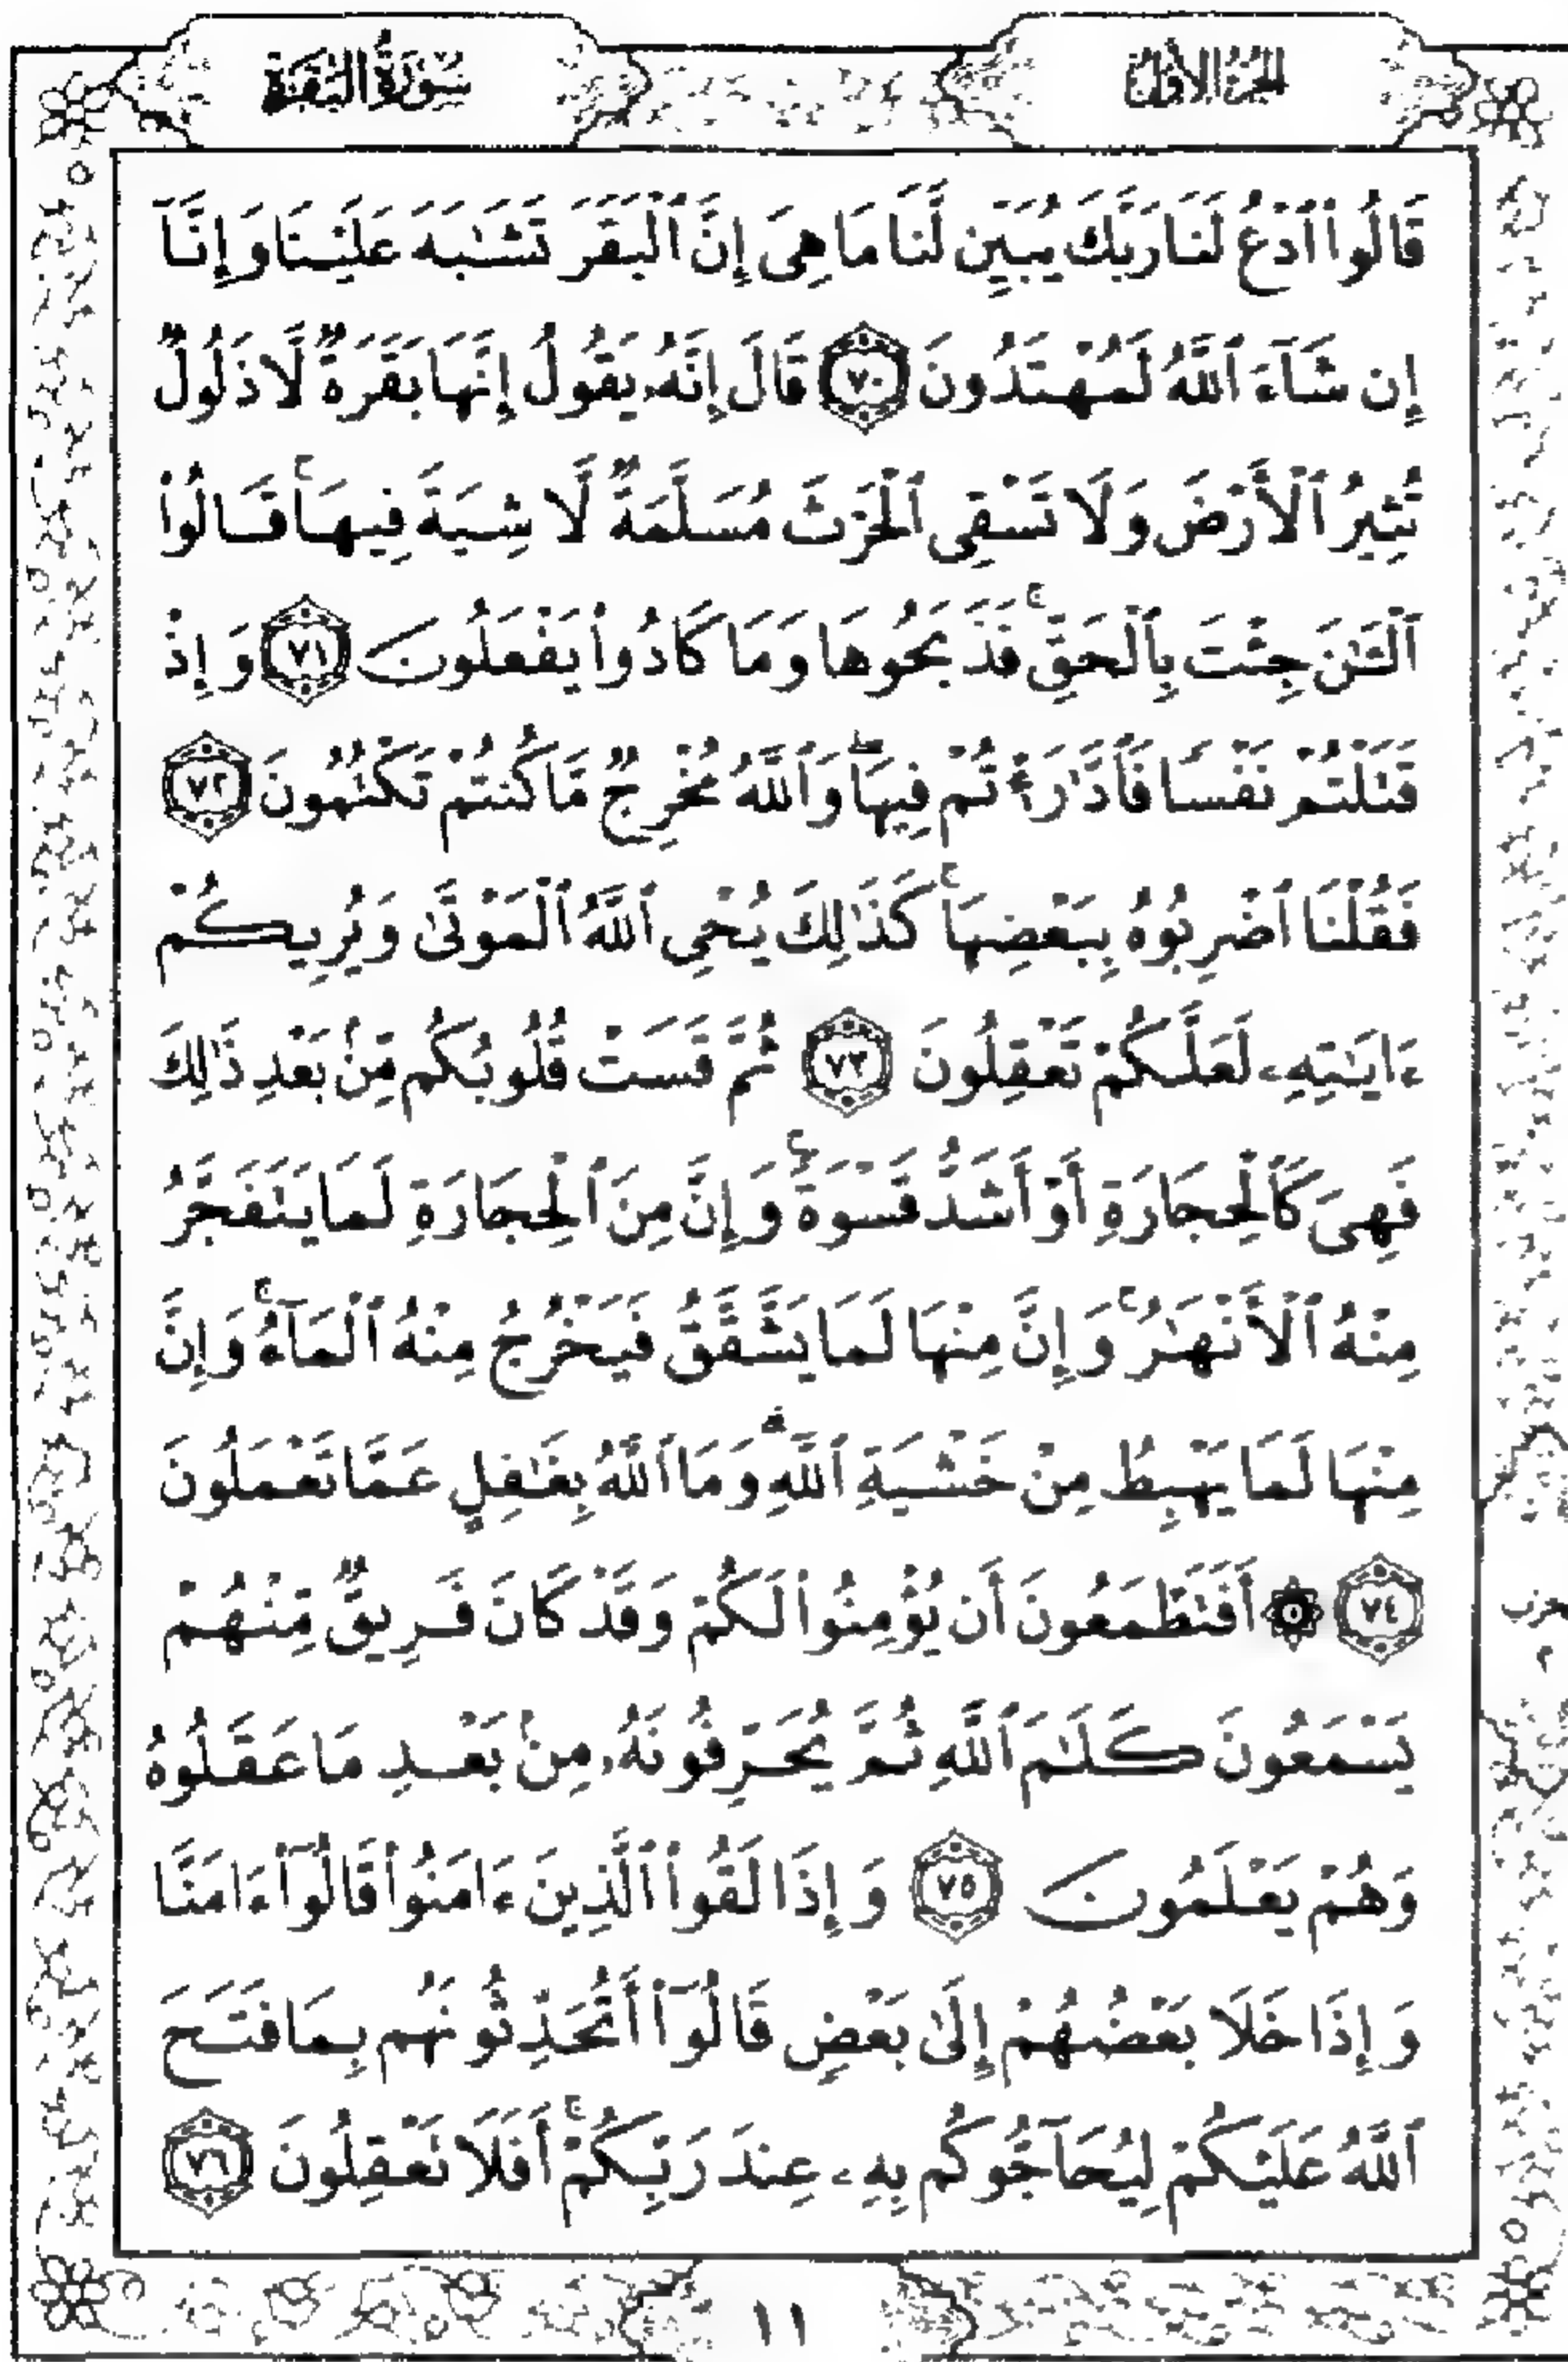 الجزء الأول
سورة البقرة
قَالُوا۟ ٱدْعُ لَنَا رَبَّكَ يُبَيِّن لَّنَا مَا هِىَ إِنَّ ٱلْبَقَرَ تَشَـٰبَهَ عَلَيْنَا وَإِنَّآ
إِن شَآءَ ٱللَّهُ لَمُهْتَدُونَ ٧٠ قَالَ إِنَّهُۥ يَقُولُ إِنَّهَا بَقَرَةٌ لَّا ذَلُولٌ
تُثِيرُ ٱلْأَرْضَ وَلَا تَسْقِى ٱلْحَرْثَ مُسَلَّمَةٌ لَّا شِيَةَ فِيهَا ۚ قَالُوا۟
ٱلْـَٔـٰنَ جِئْتَ بِٱلْحَقِّ ۚ فَذَبَحُوهَا وَمَا كَادُوا۟ يَفْعَلُونَ ٧١ وَإِذْ
قَتَلْتُمْ نَفْسًا فَٱدَّٰرَْٰٔتُمْ فِيهَا ۖ وَٱللَّهُ مُخْرِجٌ مَّا كُنتُمْ تَكْتُمُونَ ٧٢
فَقُلْنَا ٱضْرِبُوهُ بِبَعْضِهَا ۚ كَذَٰلِكَ يُحْىِ ٱللَّهُ ٱلْمَوْتَىٰ وَيُرِيكُمْ
ءَايَـٰتِهِۦ لَعَلَّكُمْ تَعْقِلُونَ ٧٣ ثُمَّ قَسَتْ قُلُوبُكُم مِّنۢ بَعْدِ ذَٰلِكَ
فَهِىَ كَٱلْحِجَارَةِ أَوْ أَشَدُّ قَسْوَةً ۚ وَإِنَّ مِنَ ٱلْحِجَارَةِ لَمَا يَتَفَجَّرُ
مِنْهُ ٱلْأَنْهَـٰرُ ۚ وَإِنَّ مِنْهَا لَمَا يَشَّقَّقُ فَيَخْرُجُ مِنْهُ ٱلْمَآءُ ۚ وَإِنَّ
مِنْهَا لَمَا يَهْبِطُ مِنْ خَشْيَةِ ٱللَّهِ ۗ وَمَا ٱللَّهُ بِغَـٰفِلٍ عَمَّا تَعْمَلُونَ
٧٤ ۞ أَفَتَطْمَعُونَ أَن يُؤْمِنُوا۟ لَكُمْ وَقَدْ كَانَ فَرِيقٌ مِّنْهُمْ
يَسْمَعُونَ كَلَـٰمَ ٱللَّهِ ثُمَّ يُحَرِّفُونَهُۥ مِنۢ بَعْدِ مَا عَقَلُوهُ
وَهُمْ يَعْلَمُونَ ٧٥ وَإِذَا لَقُوا۟ ٱلَّذِينَ ءَامَنُوا۟ قَالُوٓا۟ ءَامَنَّا
وَإِذَا خَلَا بَعْضُهُمْ إِلَىٰ بَعْضٍ قَالُوٓا۟ أَتُحَدِّثُونَهُم بِمَا فَتَحَ
ٱللَّهُ عَلَيْكُمْ لِيُحَآجُّوكُم بِهِۦ عِندَ رَبِّكُمْ ۚ أَفَلَا تَعْقِلُونَ ٧٦
١١